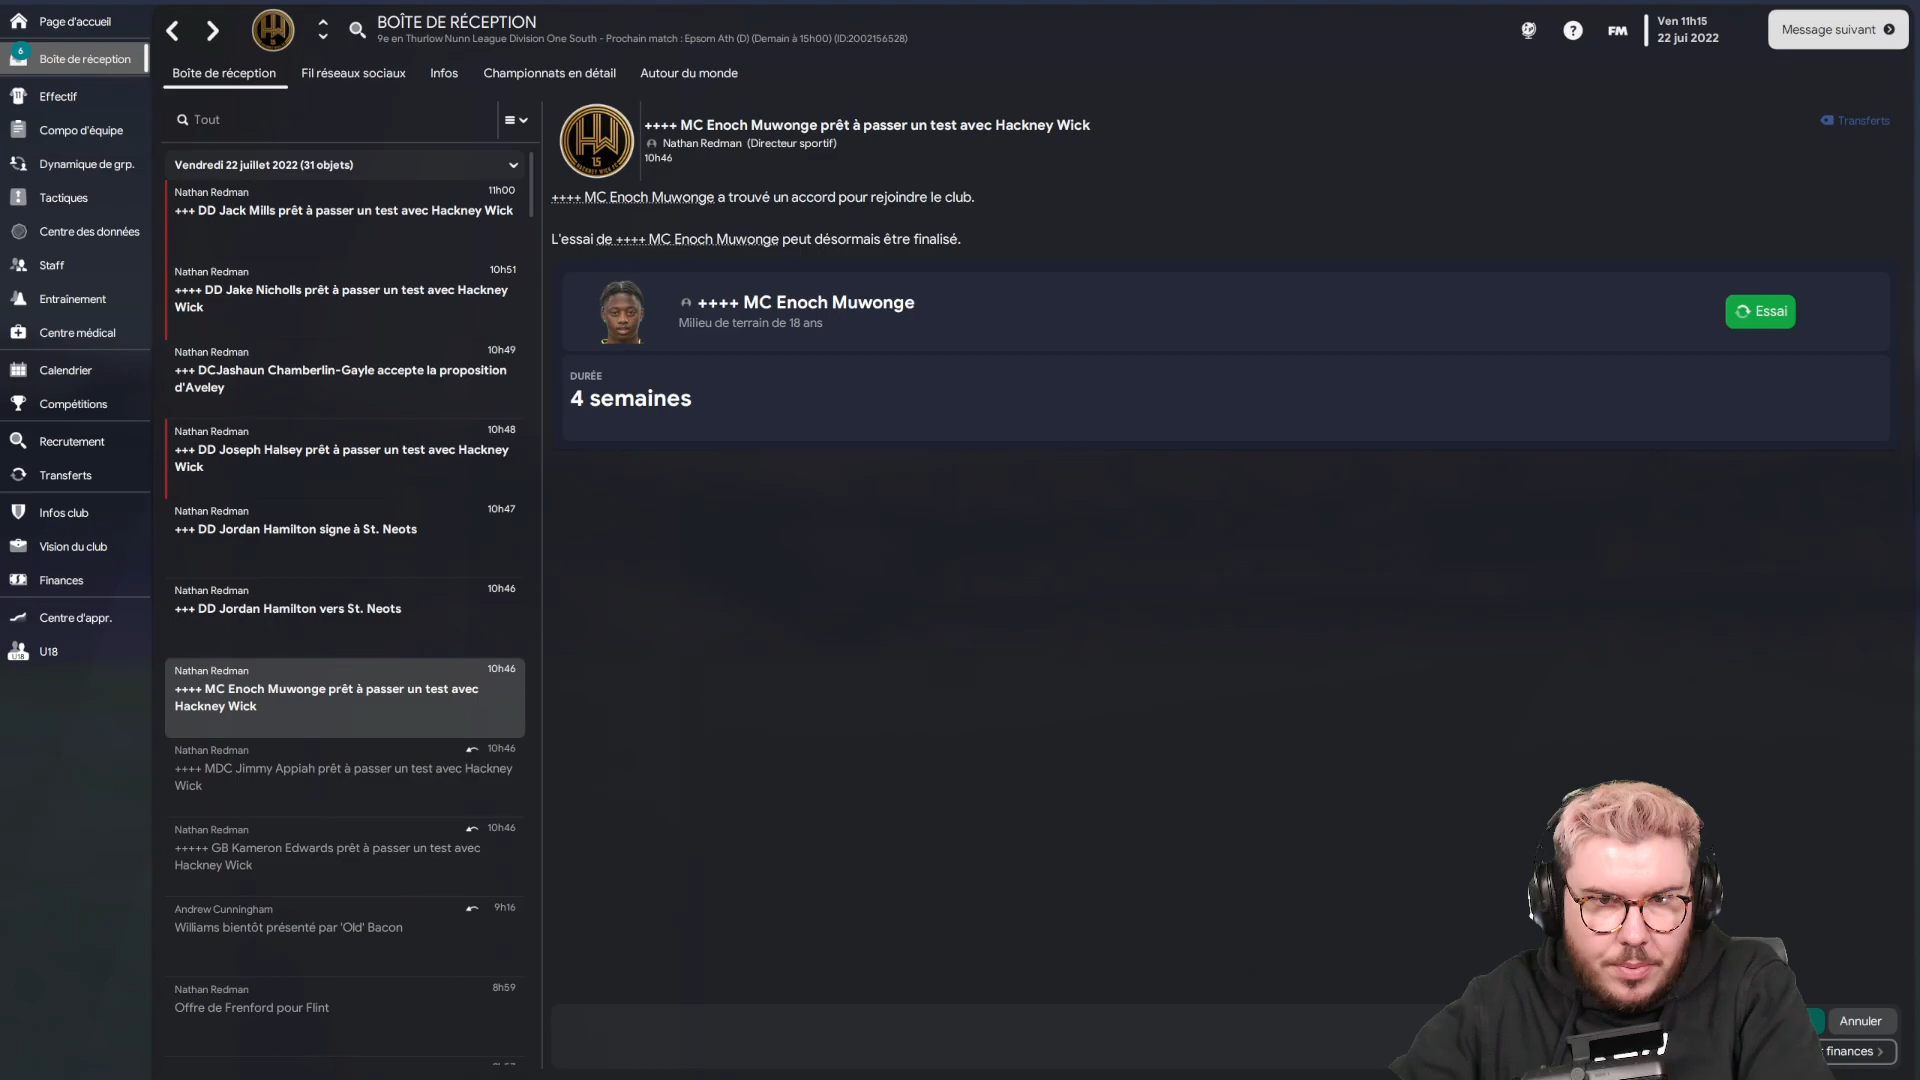 Page d'accueil
6
Boîte de réception
Effectif
Compo d'équipe
Dynamique de grp.
Tactiques
Centre des données
Staff
Entraînement
Centre médical
Calendrier
Compétitions
Recrutement
Transferts
Infos club
Vision du club
Finances
Centre d'appr.
U18
U18
BOÎTE DE RÉCEPTION
9e en Thurlow Nunn League Division One South - Prochain match : Epsom Ath (D) (Demain à 15h00) (ID:2002156528)
FM
Ven 11h15
22 jui 2022
Message suivant
Boîte de réception
Fil réseaux sociaux
Infos
Championnats en détail
Autour du monde
Tout
Vendredi 22 juillet 2022 (31 objets)
Nathan Redman 11h00
+++ DD Jack Mills prêt à passer un test avec Hackney Wick
Nathan Redman 10h51
++++ DD Jake Nicholls prêt à passer un test avec Hackney
Wick
Nathan Redman 10h49
+++ DCJashaun Chamberlin-Gayle accepte la proposition
d'Aveley
Nathan Redman 10h48
+++ DD Joseph Halsey prêt à passer un test avec Hackney
Wick
Nathan Redman 10h47
+++ DD Jordan Hamilton signe à St. Neots
Nathan Redman 10h46
+++ DD Jordan Hamilton vers St. Neots
Nathan Redman 10h46
++++ MC Enoch Muwonge prêt à passer un test avec
Hackney Wick
Nathan Redman 10h46
++++ MDC Jimmy Appiah prêt à passer un test avec Hackney
Wick
Nathan Redman 10h46
+++++ GB Kameron Edwards prêt à passer un test avec
Hackney Wick
Andrew Cunningham 9h16
Williams bientôt présenté par 'Old' Bacon
Nathan Redman 8h59
Offre de Frenford pour Flint
HW
15
HACKNEY WICK FC
++++ MC Enoch Muwonge prêt à passer un test avec Hackney Wick
Nathan Redman (Directeur sportif)
10h46
Transferts
++++ MC Enoch Muwonge a trouvé un accord pour rejoindre le club.
L'essai de ++++ MC Enoch Muwonge peut désormais être finalisé.
++++ MC Enoch Muwonge
Milieu de terrain de 18 ans
Essai
DURÉE
4 semaines
Annuler
finances